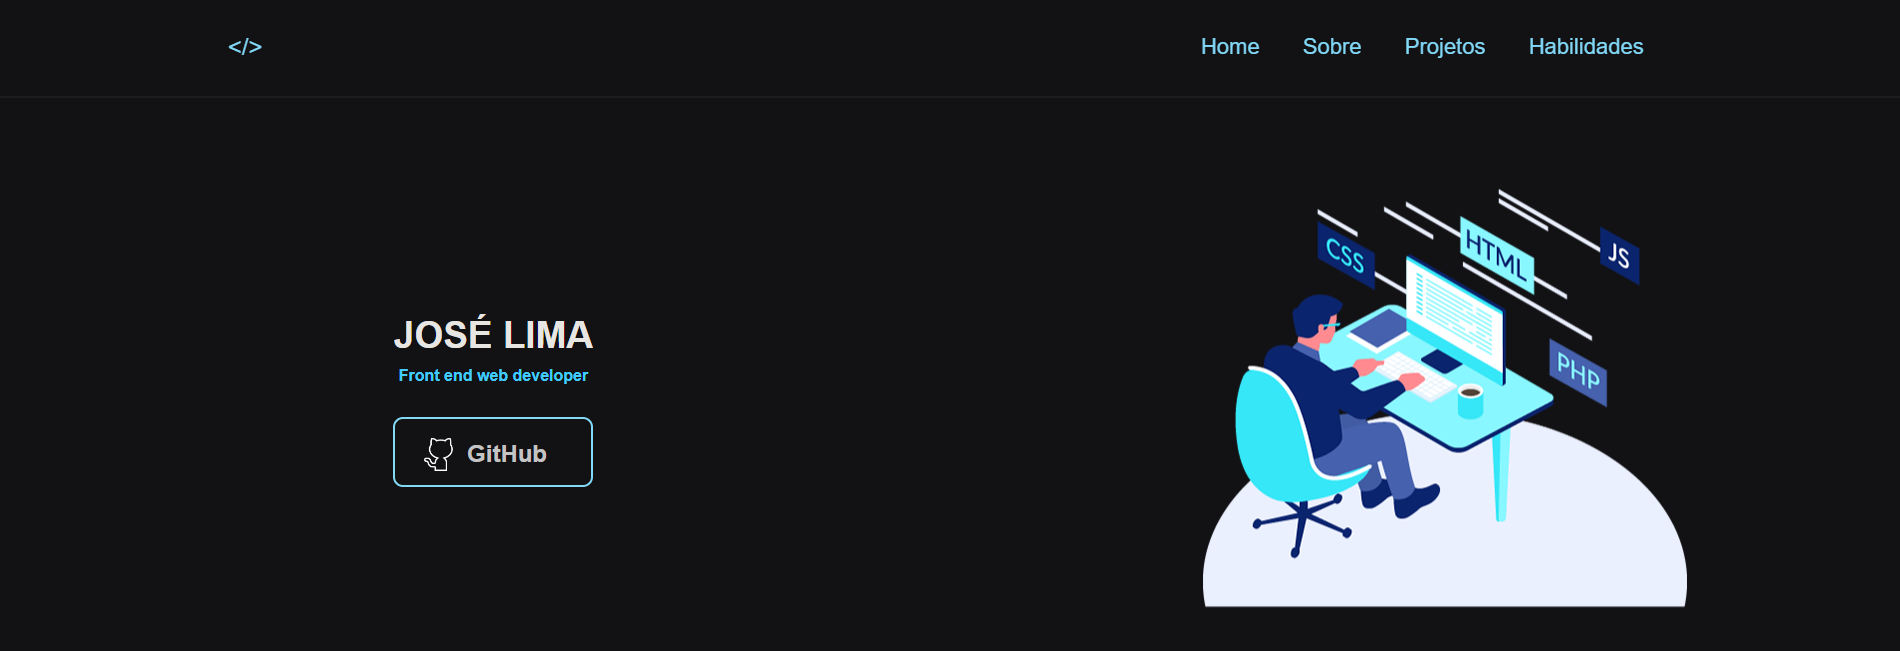 </>
Home Sobre Projetos Habilidades
JOSÉ LIMA
Front end web developer
GitHub
CSS
HTML
JS
PHP